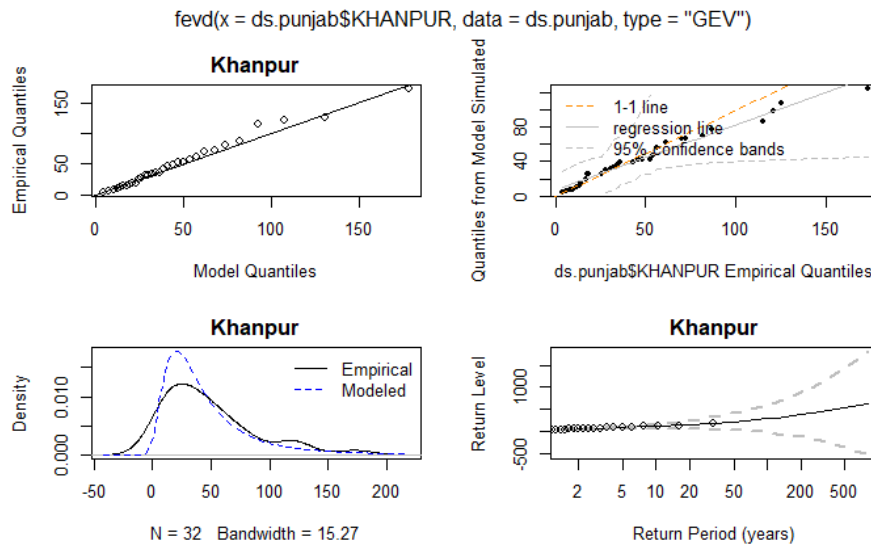 fevd(x = ds.punjab$KHANPUR, data = ds.punjab, type = "GEV")
Khanpur
Empirical Quantiles
0 50 150
0 50 100 150
Model Quantiles
Quantiles from Model Simulated
0 40 80
1-1 line
regression line
95% confidence bands
0 50 100 150
ds.punjab$KHANPUR Empirical Quantiles
Khanpur
Density
0.000 0.010
Empirical
Modeled
-50 0 50 100 150 200
N = 32 Bandwidth = 15.27
Khanpur
Return Level
-500 1000
2 5 10 20 50 200 500
Return Period (years)